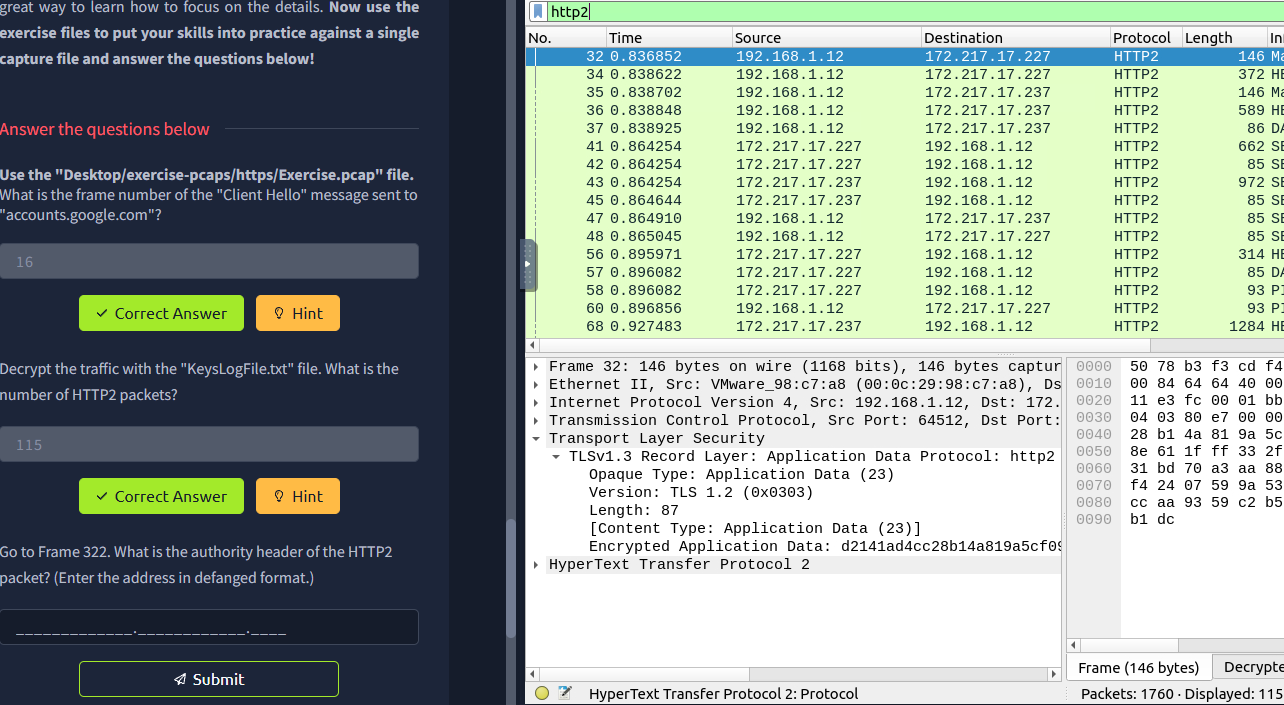 great way to learn how to focus on the details. Now use the
exercise files to put your skills into practice against a single
capture file and answer the questions below!
Answer the questions below
Use the "Desktop/exercise-pcaps/https/Exercise.pcap" file.
What is the frame number of the "Client Hello" message sent to
"accounts.google.com"?
16
Correct Answer
Hint
Decrypt the traffic with the "KeysLogFile.txt" file. What is the
number of HTTP2 packets?
115
Correct Answer
Hint
Go to Frame 322. What is the authority header of the HTTP2
packet? (Enter the address in defanged format.)
_____________.____________.____
Submit
http2
No. Time Source Destination Protocol Length In
32 0.836852 192.168.1.12 172.217.17.227 HTTP2 146 Ma
34 0.838622 192.168.1.12 172.217.17.227 HTTP2 372 HE
35 0.838702 192.168.1.12 172.217.17.237 HTTP2 146 Ma
36 0.838848 192.168.1.12 172.217.17.237 HTTP2 589 HE
37 0.838925 192.168.1.12 172.217.17.237 HTTP2 86 DA
41 0.864254 172.217.17.227 192.168.1.12 HTTP2 662 SE
42 0.864254 172.217.17.227 192.168.1.12 HTTP2 85 SE
43 0.864254 172.217.17.237 192.168.1.12 HTTP2 972 SE
45 0.864644 172.217.17.237 192.168.1.12 HTTP2 85 SE
47 0.864910 192.168.1.12 172.217.17.237 HTTP2 85 SE
48 0.865045 192.168.1.12 172.217.17.227 HTTP2 85 SE
56 0.895971 172.217.17.227 192.168.1.12 HTTP2 314 HE
57 0.896082 172.217.17.227 192.168.1.12 HTTP2 85 DA
58 0.896082 172.217.17.227 192.168.1.12 HTTP2 93 PI
60 0.896856 192.168.1.12 172.217.17.227 HTTP2 93 PI
68 0.927483 172.217.17.237 192.168.1.12 HTTP2 1284 HE
Frame 32: 146 bytes on wire (1168 bits), 146 bytes captur
Ethernet II, Src: VMware_98:c7:a8 (00:0c:29:98:c7:a8), Ds
Internet Protocol Version 4, Src: 192.168.1.12, Dst: 172.
Transmission Control Protocol, Src Port: 64512, Dst Port:
Transport Layer Security
TLSv1.3 Record Layer: Application Data Protocol: http2
Opaque Type: Application Data (23)
Version: TLS 1.2 (0x0303)
Length: 87
[Content Type: Application Data (23)]
Encrypted Application Data: d2141ad4cc28b14a819a5cf09
HyperText Transfer Protocol 2
0000 50 78 b3 f3 cd f4
0010 00 84 64 64 40 00
0020 11 e3 fc 00 01 bb
0030 04 03 80 e7 00 00
0040 28 b1 4a 81 9a 5c
0050 8e 61 1f ff 33 2f
0060 31 bd 70 a3 aa 88
0070 f4 24 07 59 9a 53
0080 cc aa 93 59 c2 b5
0090 b1 dc
Frame (146 bytes)
Decrypte
HyperText Transfer Protocol 2: Protocol
Packets: 1760 · Displayed: 115